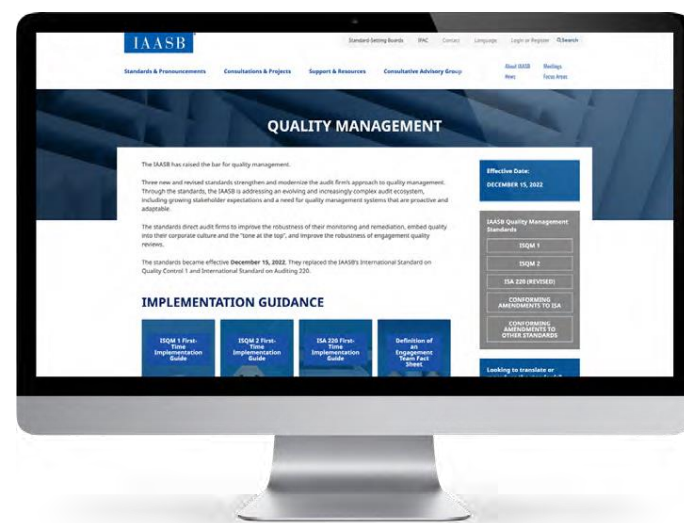 IAASB
Standard Setting Boards IFAC Contact Language Login or Register Search
Standards & Pronouncements Consultations & Projects Support & Resources Consultative Advisory Group About IAASB Meetings
News Focus Areas
QUALITY MANAGEMENT
The IAASB has raised the bar for quality management.
Three new and revised standards strengthen and modernize the audit firm's approach to quality management.
Through the standards, the IAASB is addressing an evolving and increasingly complex audit ecosystem,
including growing stakeholder expectations and a need for quality management systems that are proactive and
adaptable.
The standards direct audit firms to improve the robustness of their monitoring and remediation, embed quality
into their corporate culture and the "tone at the top", and improve the robustness of engagement quality
reviews.
The standards became effective December 15, 2022. They replaced the IAASB's International Standard on
Quality Control 1 and International Standard on Auditing 220.
IMPLEMENTATION GUIDANCE
ISQM 1 First-
Time
Implementation
Guide
ISQM 2 First-
Time
Implementation
Guide
ISA 220 First-
Time
Implementation
Guide
Definition of
an
Engagement
Team Fact
Sheet
Effective Date:
DECEMBER 15, 2022
IAASB Quality Management
Standards
ISQM 1
ISQM 2
ISA 220 (REVISED)
CONFORMING
AMENDMENTS TO ISA
CONFORMING
AMENDMENTS TO
OTHER STANDARDS
Looking to translate or